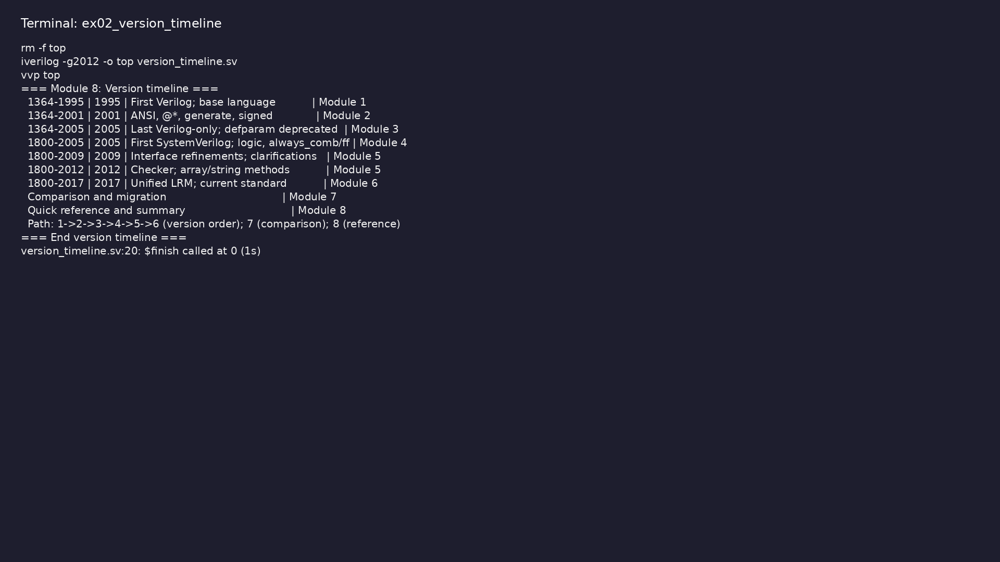 Terminal: ex02_version_timeline
rm -f top
iverilog -g2012 -o top version_timeline.sv
vvp top
=== Module 8: Version timeline ===
  1364-1995 | 1995 | First Verilog; base language           | Module 1
  1364-2001 | 2001 | ANSI, @*, generate, signed             | Module 2
  1364-2005 | 2005 | Last Verilog-only; defparam deprecated  | Module 3
  1800-2005 | 2005 | First SystemVerilog; logic, always_comb/ff | Module 4
  1800-2009 | 2009 | Interface refinements; clarifications   | Module 5
  1800-2012 | 2012 | Checker; array/string methods           | Module 5
  1800-2017 | 2017 | Unified LRM; current standard           | Module 6
  Comparison and migration                                   | Module 7
  Quick reference and summary                                | Module 8
  Path: 1->2->3->4->5->6 (version order); 7 (comparison); 8 (reference)
=== End version timeline ===
version_timeline.sv:20: $finish called at 0 (1s)